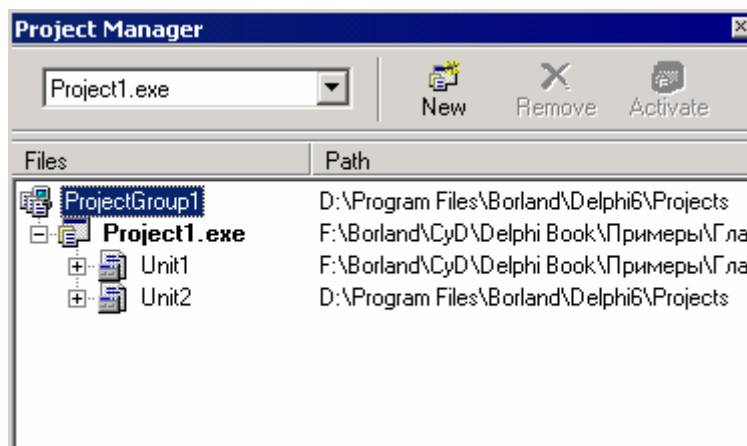 Project Manager
Project1.exe
New Remove Activate
Files Path
ProjectGroup1 D:\Program Files\Borland\Delphi6\Projects
Project1.exe F:\Borland\CyD\Delphi Book\Примеры\Гла
Unit1 F:\Borland\CyD\Delphi Book\Примеры\Гла
Unit2 D:\Program Files\Borland\Delphi6\Projects